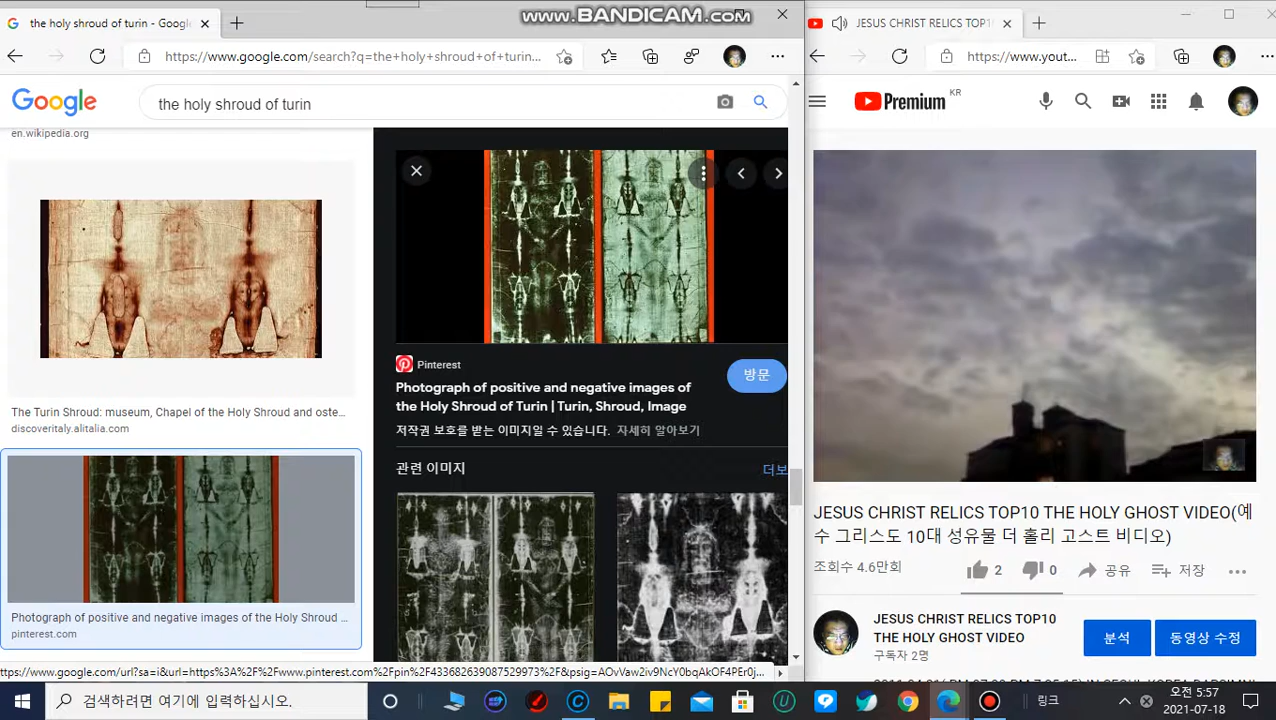 the holy shroud of turin - Google
www.BANDICAM.com
JESUS CHRIST RELICS TOP1
https://www.google.com/search?q=the+holy+shroud+of+turin...
https://www.yout...
Google
the holy shroud of turin
Premium KR
en.wikipedia.org
The Turin Shroud: museum, Chapel of the Holy Shroud and oste...
discoveritaly.alitalia.com
Photograph of positive and negative images of the Holy Shroud ...
pinterest.com
Pinterest
방문
Photograph of positive and negative images of
the Holy Shroud of Turin | Turin, Shroud, Image
저작권 보호를 받는 이미지일 수 있습니다. 자세히 알아보기
관련 이미지
더보
JESUS CHRIST RELICS TOP10 THE HOLY GHOST VIDEO(예
수 그리스도 10대 성유물 더 홀리 고스트 비디오)
조회수 4.6만회
2
0
공유
저장
JESUS CHRIST RELICS TOP10
THE HOLY GHOST VIDEO
구독자 2명
분석
동영상 수정
https://www.google.com/url?sa=i&url=https%3A%2F%2Fwww.pinterest.com%2Fpin%2F433682639087529973%2F&psig=AOvVaw2iv9NcY0bqAkOF4PEr0j...
검색하려면 여기에 입력하십시오.
링크
오전 5:57
2021-07-18